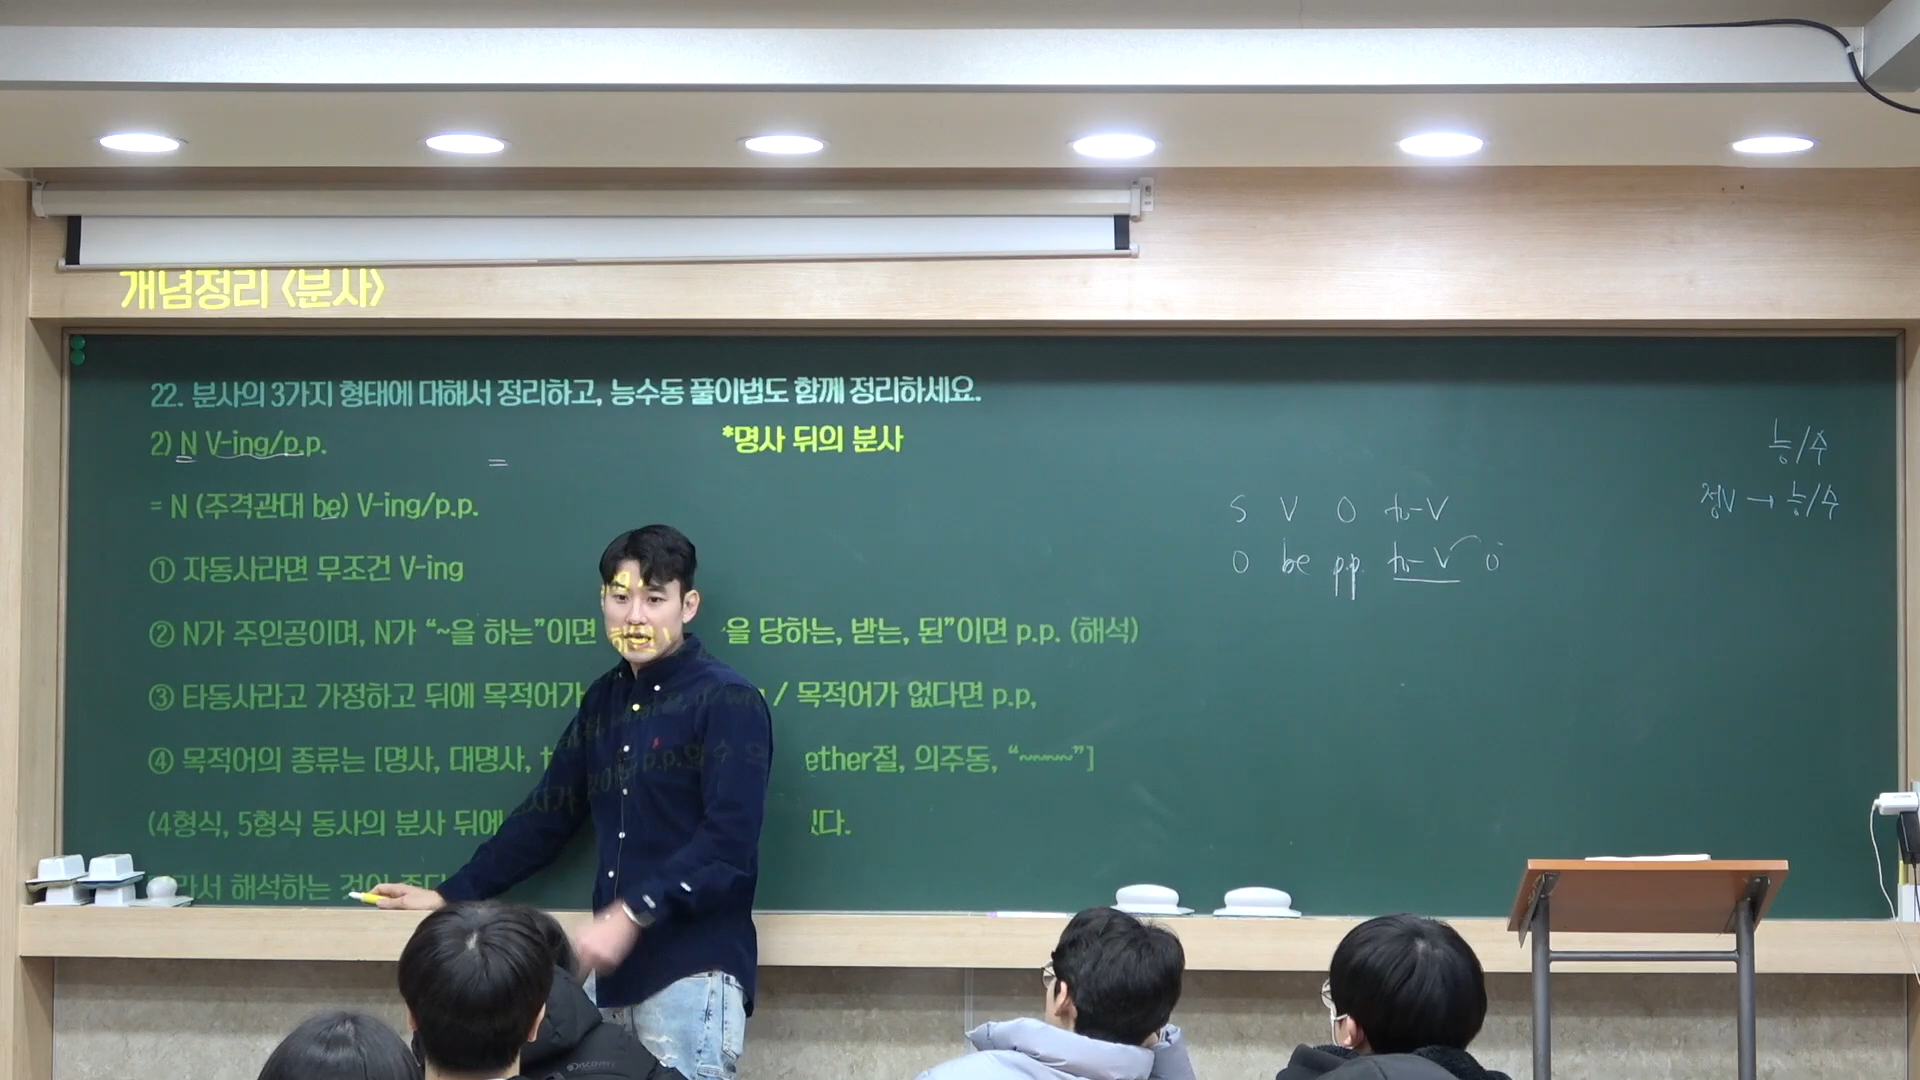 개념정리 <분사>
22. 분사의 3가지 형태에 대해서 정리하고, 능수동 풀이법도 함께 정리하세요.
2) N V-ing/p.p. *명사 뒤의 분사
= N (주격관대 be) V-ing/p.p.
① 자동사라면 무조건 V-ing
② N가 주인공이며, N가 “~을 하는”이면 을 당하는, 받는, 된”이면 p.p. (해석)
③ 타동사라고 가정하고 뒤에 목적어가 / 목적어가 없다면 p.p,
④ 목적어의 종류는 [명사, 대명사, ether절, 의주동, “~~~~”]
(4형식, 5형식 동사의 분사 뒤에 다.
라서 해석하는 것이
능/수
정V → 능/수
S V O to-V
O be p.p. to-V O